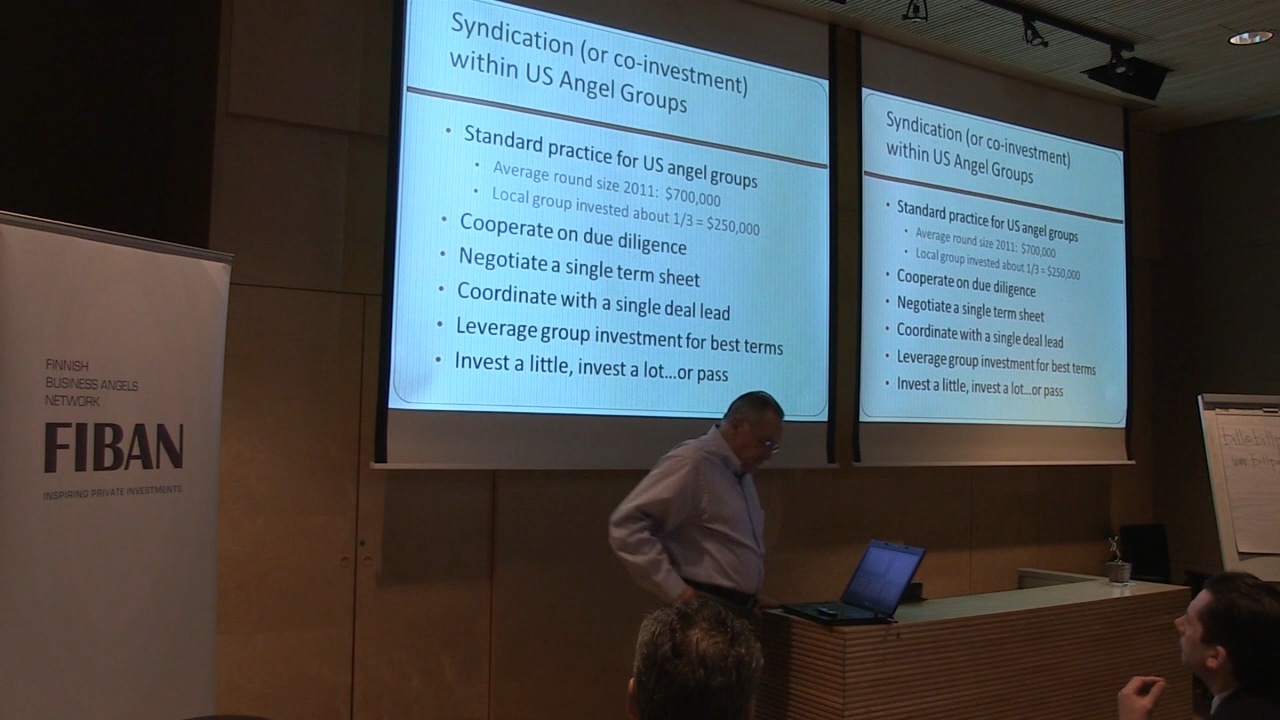 Syndication (or co-investment)
within US Angel Groups
• Standard practice for US angel groups
• Average round size 2011: $700,000
• Local group invested about 1/3 = $250,000
• Cooperate on due diligence
• Negotiate a single term sheet
• Coordinate with a single deal lead
• Leverage group investment for best terms
• Invest a little, invest a lot...or pass
Syndication (or co-investment)
within US Angel Groups
• Standard practice for US angel groups
• Average round size 2011: $700,000
• Local group invested about 1/3 = $250,000
• Cooperate on due diligence
• Negotiate a single term sheet
• Coordinate with a single deal lead
• Leverage group investment for best terms
• Invest a little, invest a lot...or pass
FINNISH
BUSINESS ANGELS
NETWORK
FIBAN
INSPIRING PRIVATE INVESTMENTS